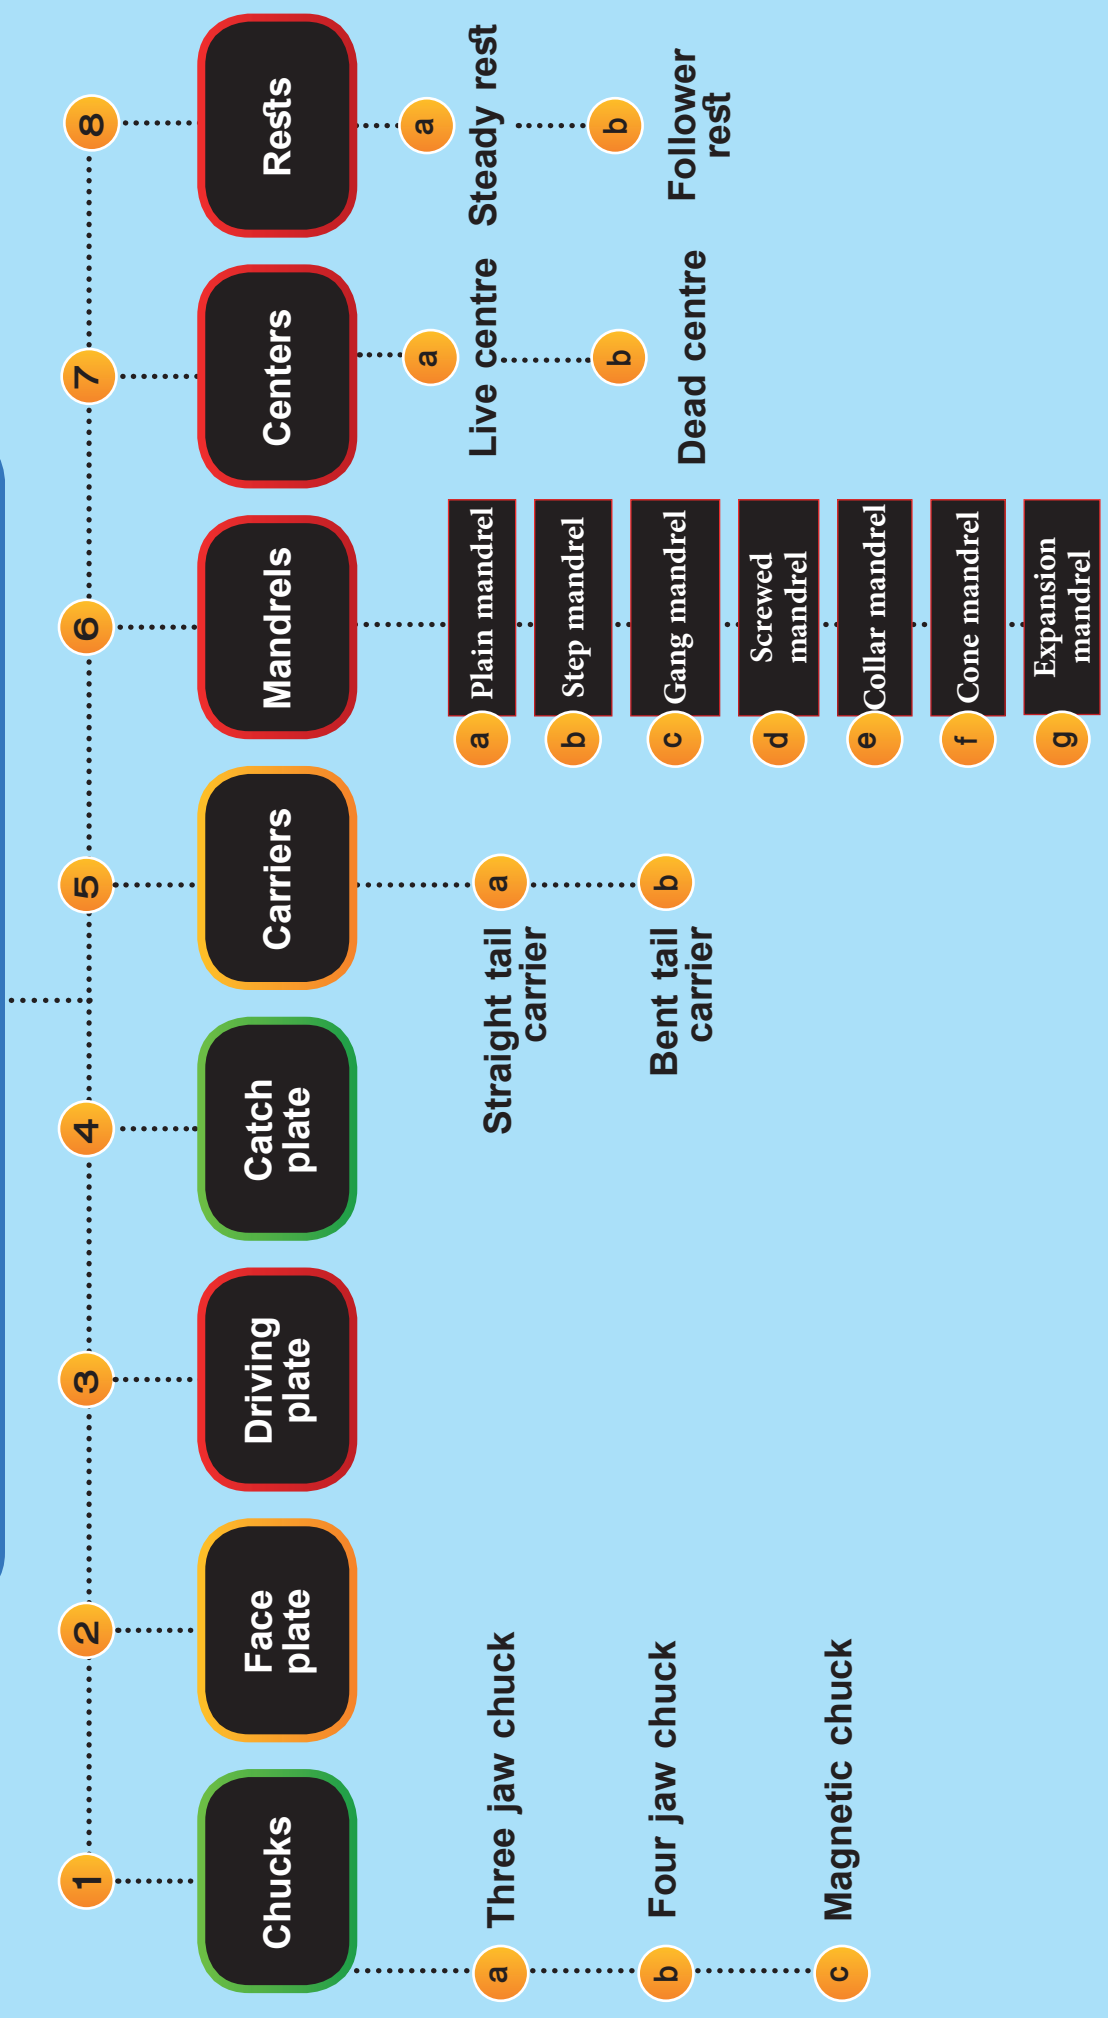 1
Chucks
a
Three jaw chuck
b
Four jaw chuck
c
Magnetic chuck
2
Face
plate
3
Driving
plate
4
Catch
plate
5
Carriers
a
Straight tail
carrier
b
Bent tail
carrier
6
Mandrels
a
Plain mandrel
b
Step mandrel
c
Gang mandrel
d
Screwed
mandrel
e
Collar mandrel
f
Cone mandrel
g
Expansion
mandrel
7
Centers
a
Live centre
b
Dead centre
8
Rests
a
Steady rest
b
Follower
rest